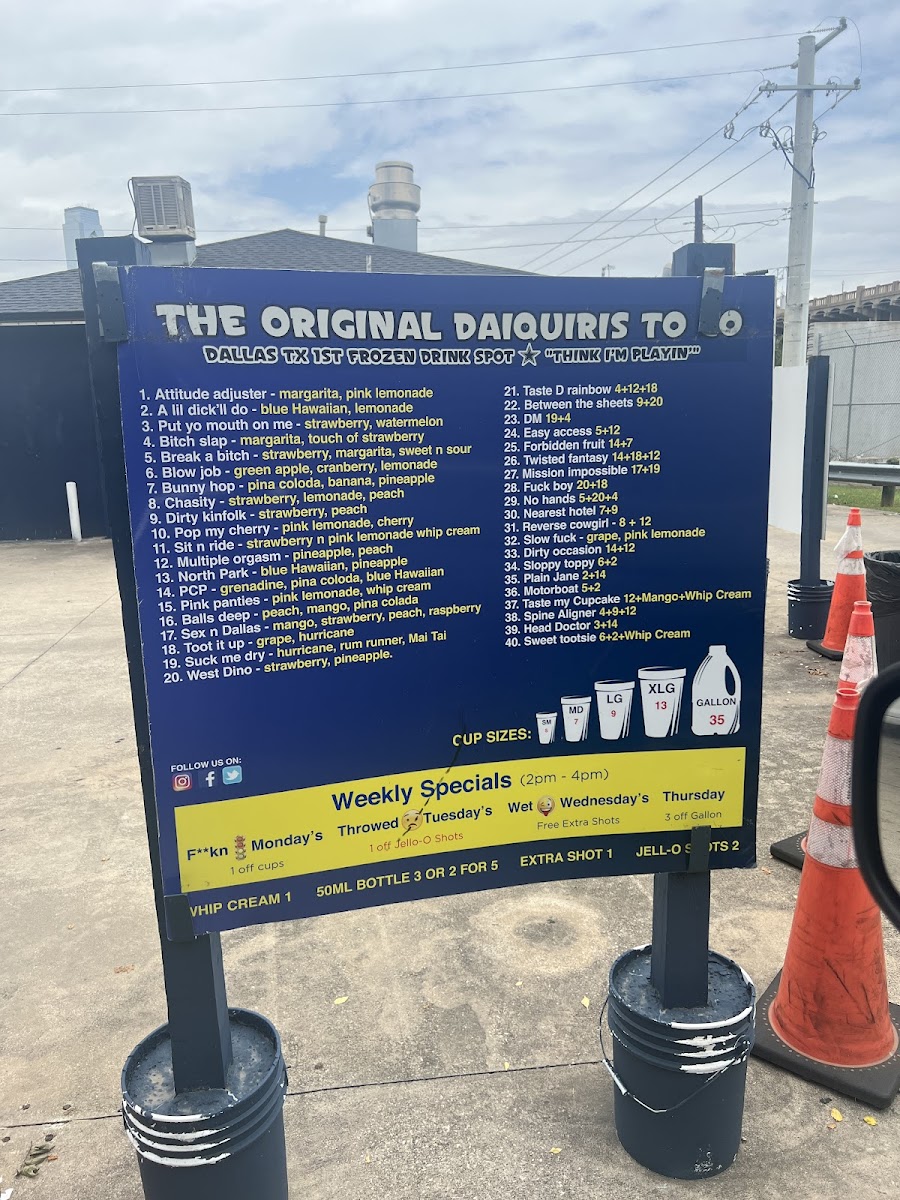 THE ORIGINAL DAIQUIRIS TO GO
DALLAS TX 1ST FROZEN DRINK SPOT ★ "THINK I'M PLAYIN'"
1. Attitude adjuster - margarita, pink lemonade
2. A lil dick'll do - blue Hawaiian, lemonade
3. Put yo mouth on me - strawberry, watermelon
4. Bitch slap - margarita, touch of strawberry
5. Break a bitch - strawberry, margarita, sweet n sour
6. Blow job - green apple, cranberry, lemonade
7. Bunny hop - pina coloda, banana, pineapple
8. Chasity - strawberry, lemonade, peach
9. Dirty kinfolk - strawberry, peach
10. Pop my cherry - pink lemonade, cherry
11. Sit n ride - strawberry n pink lemonade whip cream
12. Multiple orgasm - pineapple, peach
13. North Park - blue Hawaiian, pineapple
14. PCP - grenadine, pina coloda, blue Hawaiian
15. Pink panties - pink lemonade, whip cream
16. Balls deep - peach, mango, pina colada
17. Sex n Dallas - mango, strawberry, peach, raspberry
18. Toot it up - grape, hurricane
19. Suck me dry - hurricane, rum runner, Mai Tai
20. West Dino - strawberry, pineapple.
21. Taste D rainbow 4+12+18
22. Between the sheets 9+20
23. DM 19+4
24. Easy access 5+12
25. Forbidden fruit 14+7
26. Twisted fantasy 14+18+12
27. Mission impossible 17+19
28. Fuck boy 20+18
29. No hands 5+20+4
30. Nearest hotel 7+9
31. Reverse cowgirl - 8 + 12
32. Slow fuck - grape, pink lemonade
33. Dirty occasion 14+12
34. Sloppy toppy 6+2
35. Plain Jane 2+14
36. Motorboat 5+2
37. Taste my Cupcake 12+Mango+Whip Cream
38. Spine Aligner 4+9+12
39. Head Doctor 3+14
40. Sweet tootsie 6+2+Whip Cream
CUP SIZES:
SM
MD 7
LG 9
XLG 13
GALLON 35
FOLLOW US ON:
Weekly Specials (2pm - 4pm)
F**kn Monday's
1 off cups
Throwed Tuesday's
1 off Jello-O Shots
Wet Wednesday's
Free Extra Shots
Thursday
3 off Gallon
WHIP CREAM 1 50ML BOTTLE 3 OR 2 FOR 5 EXTRA SHOT 1 JELL-O SHOTS 2